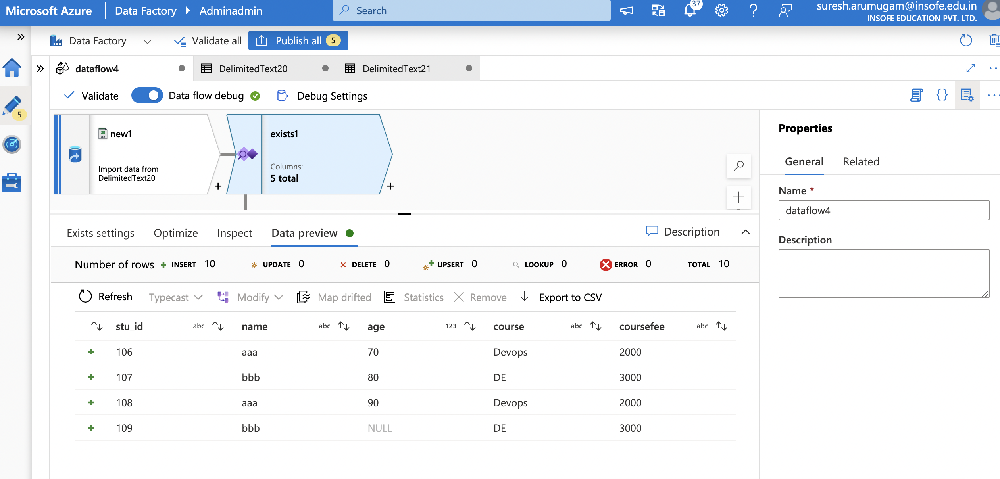 Microsoft Azure Data Factory Adminadmin Search 37 suresh.arumugam@insofe.edu.in
INSOFE EDUCATION PVT. LTD.
Data Factory Validate all Publish all 5
dataflow4 DelimitedText20 DelimitedText21
Validate Data flow debug Debug Settings
5
new1
CSV
Import data from
DelimitedText20
+
exists1
Columns:
5 total
+
Properties
General Related
Name *
dataflow4
Description
Exists settings Optimize Inspect Data preview Description
Number of rows INSERT 10 UPDATE 0 DELETE 0 UPSERT 0 LOOKUP 0 ERROR 0 TOTAL 10
Refresh Typecast Modify Map drifted Statistics Remove Export to CSV
stu_id abc name abc age 123 course abc coursefee abc
106 aaa 70 Devops 2000
107 bbb 80 DE 3000
108 aaa 90 Devops 2000
109 bbb NULL DE 3000